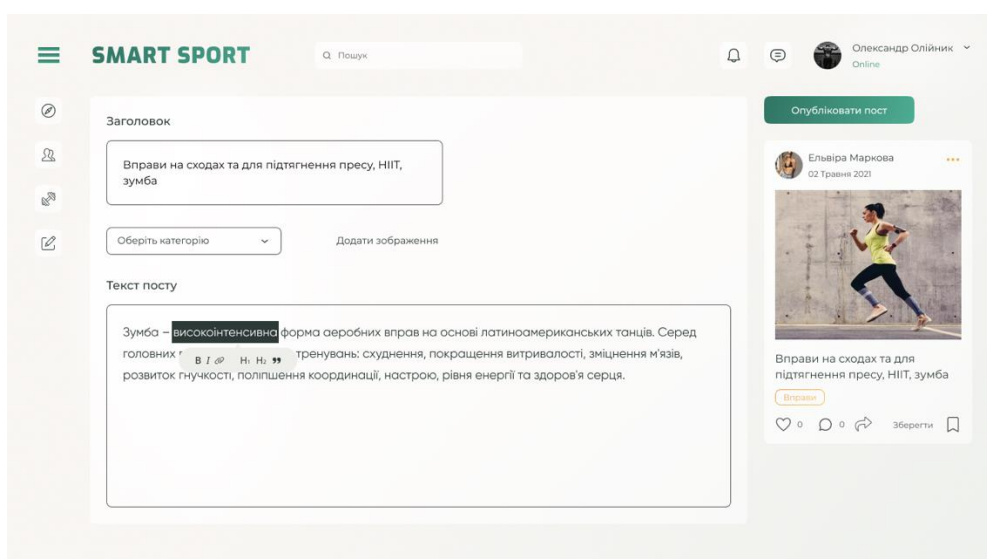 SMART SPORT
Пошук
Олександр Олійник
Online
Заголовок
Вправи на сходах та для підтягнення пресу, НІІТ,
зумба
Оберіть категорію
Додати зображення
Текст посту
Зумба – високоінтенсивна форма аеробних вправ на основі латиноамериканських танців. Серед
головних тренувань: схуднення, покращення витривалості, зміцнення м'язів,
B I H1 H2 ❞
розвиток гнучкості, поліпшення координації, настрою, рівня енергії та здоров'я серця.
Опублікувати пост
Ельвіра Маркова
02 Травня 2021
Вправи на сходах та для
підтягнення пресу, НІІТ, зумба
Вправи
0 0 Зберегти